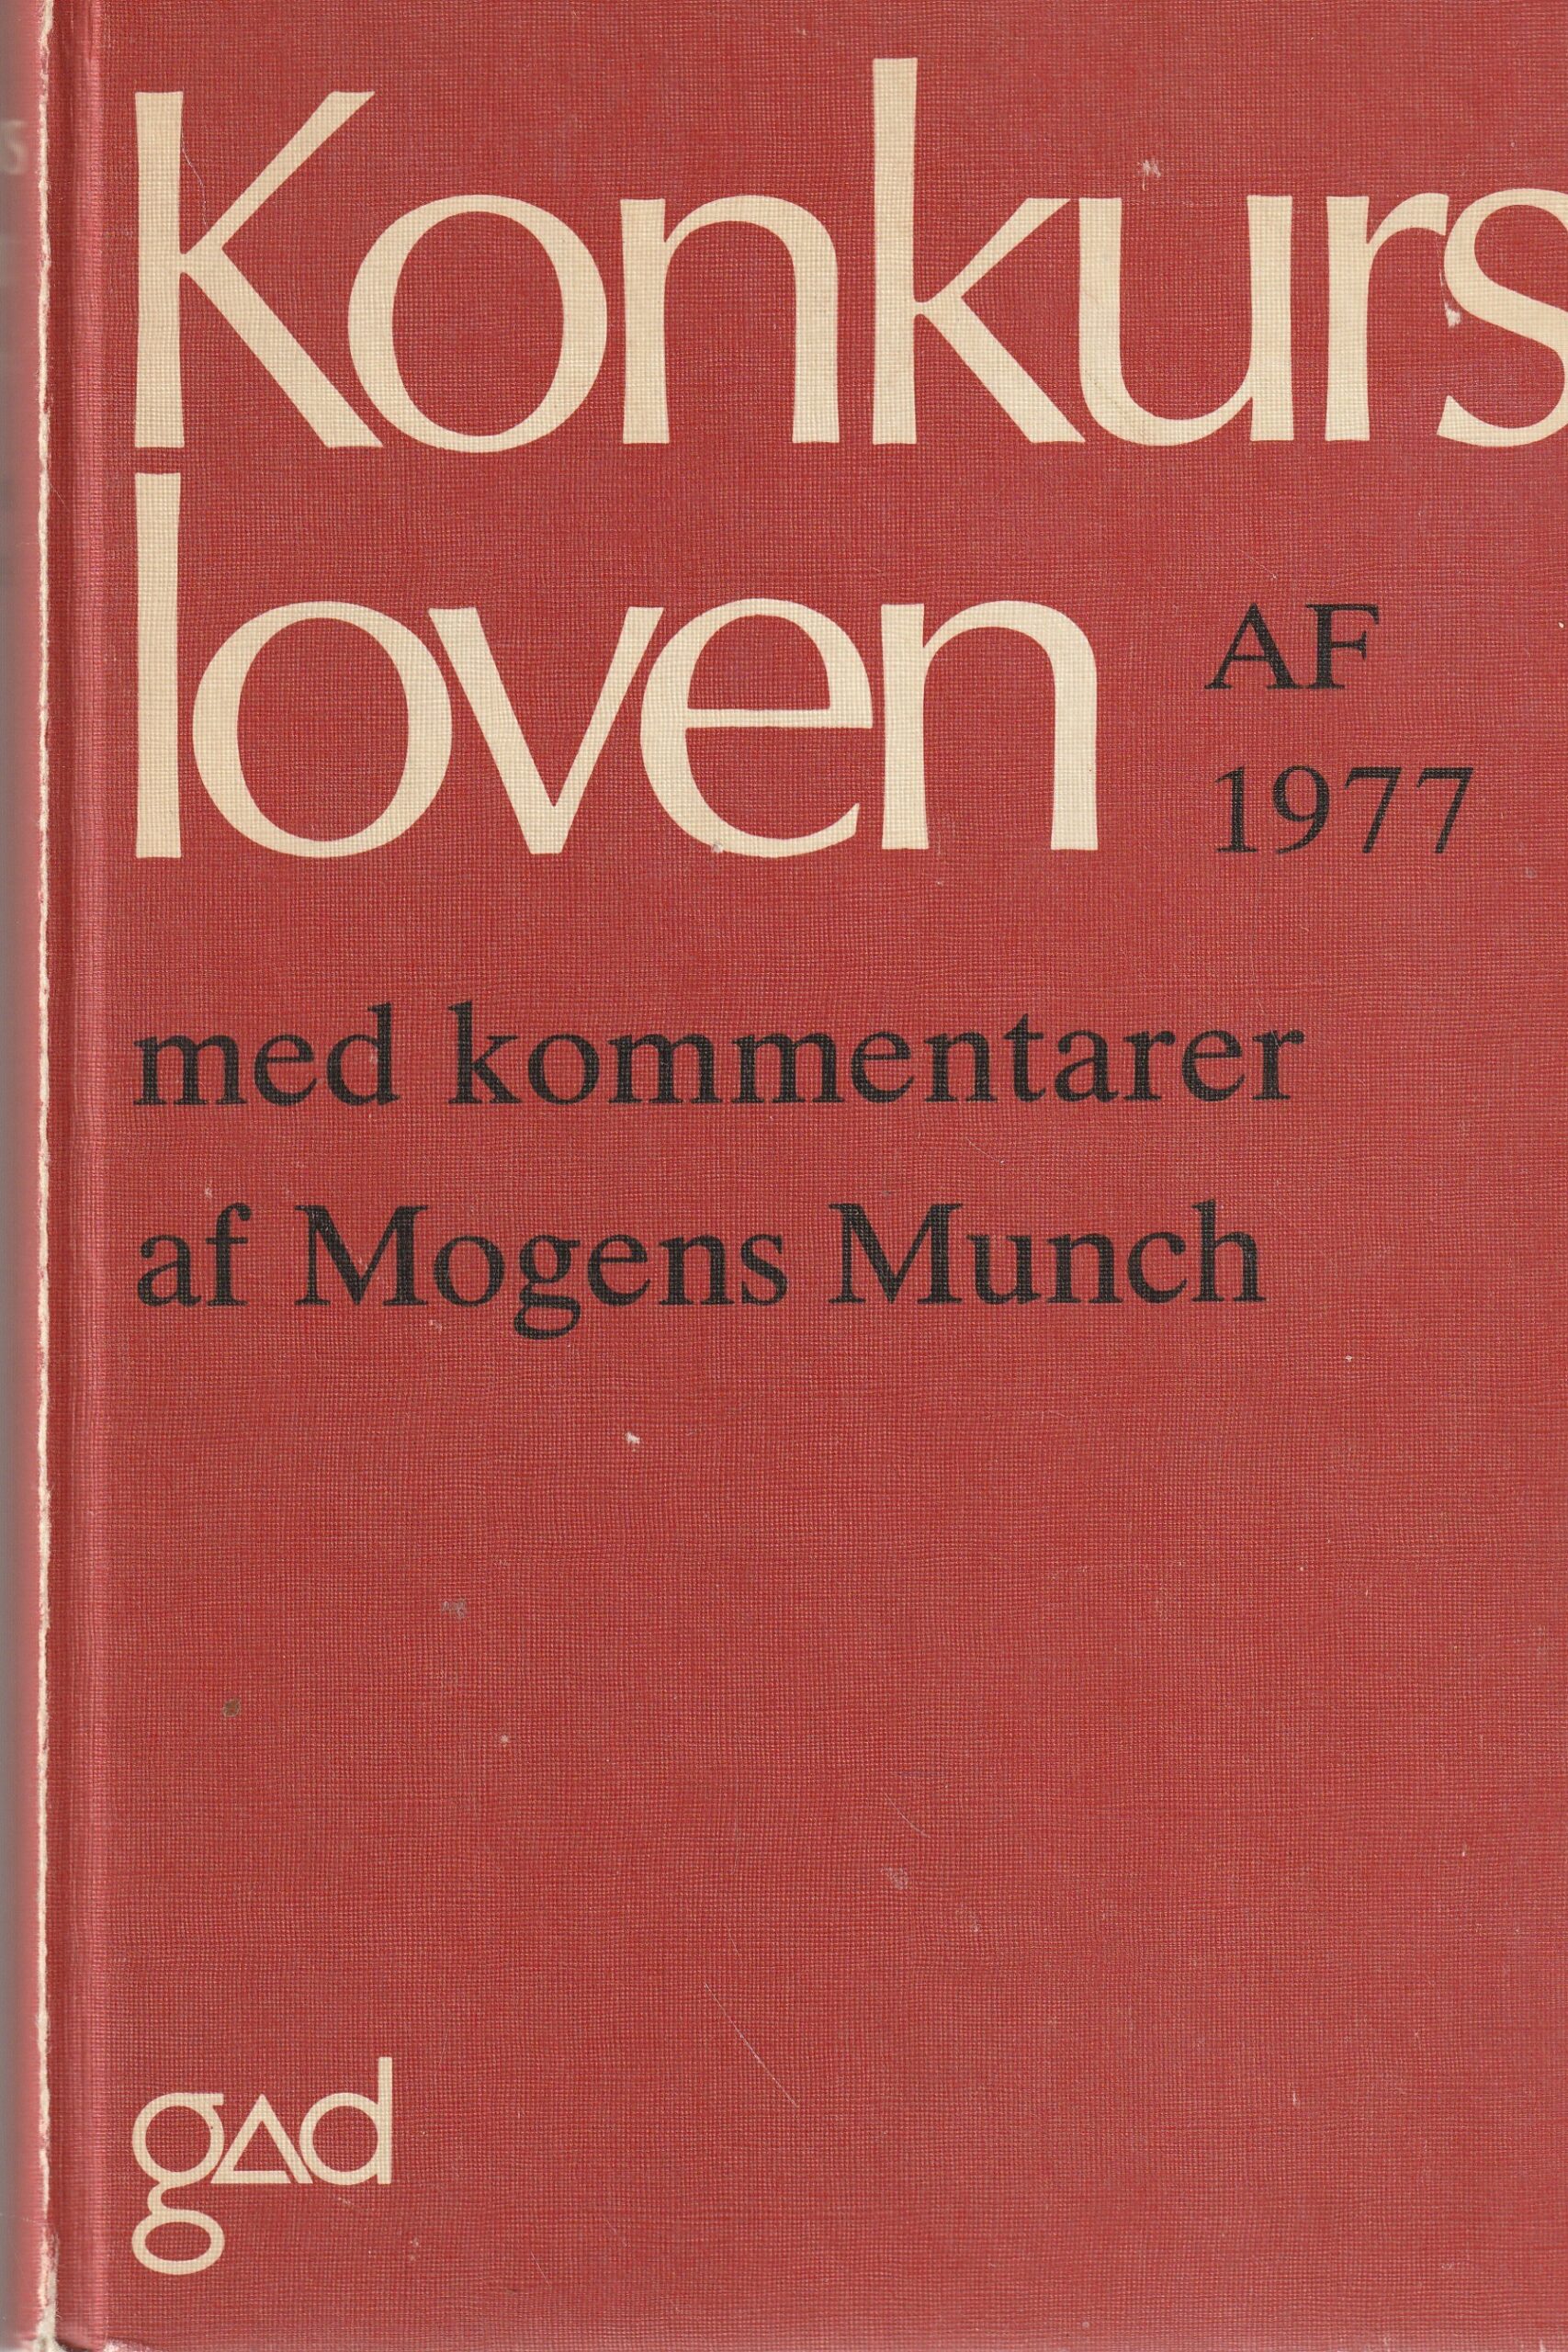 Konkurs
loven AF
1977
med kommentarer
af Mogens Munch
gad